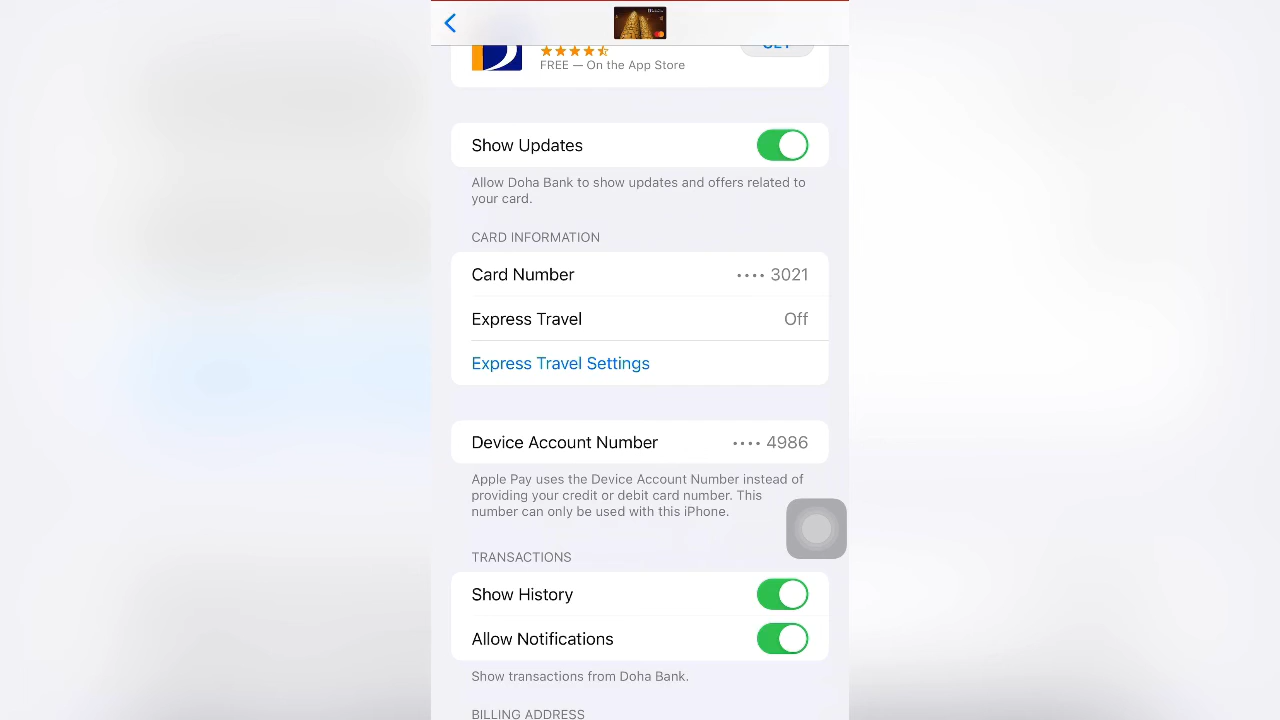 FREE — On the App Store
Show Updates
Allow Doha Bank to show updates and offers related to
your card.
CARD INFORMATION
Card Number •••• 3021
Express Travel Off
Express Travel Settings
Device Account Number •••• 4986
Apple Pay uses the Device Account Number instead of
providing your credit or debit card number. This
number can only be used with this iPhone.
TRANSACTIONS
Show History
Allow Notifications
Show transactions from Doha Bank.
BILLING ADDRESS